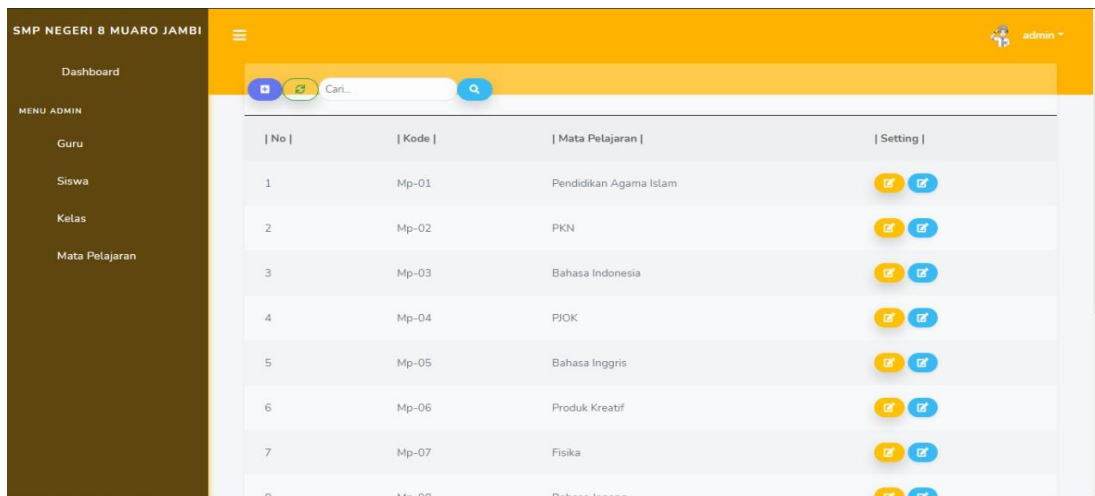 SMP NEGERI 8 MUARO JAMBI
admin
Dashboard
Cari...
MENU ADMIN
Guru
Siswa
Kelas
Mata Pelajaran
| No | | Kode | | Mata Pelajaran | | Setting |
1 Mp-01 Pendidikan Agama Islam
2 Mp-02 PKN
3 Mp-03 Bahasa Indonesia
4 Mp-04 PJOK
5 Mp-05 Bahasa Inggris
6 Mp-06 Produk Kreatif
7 Mp-07 Fisika